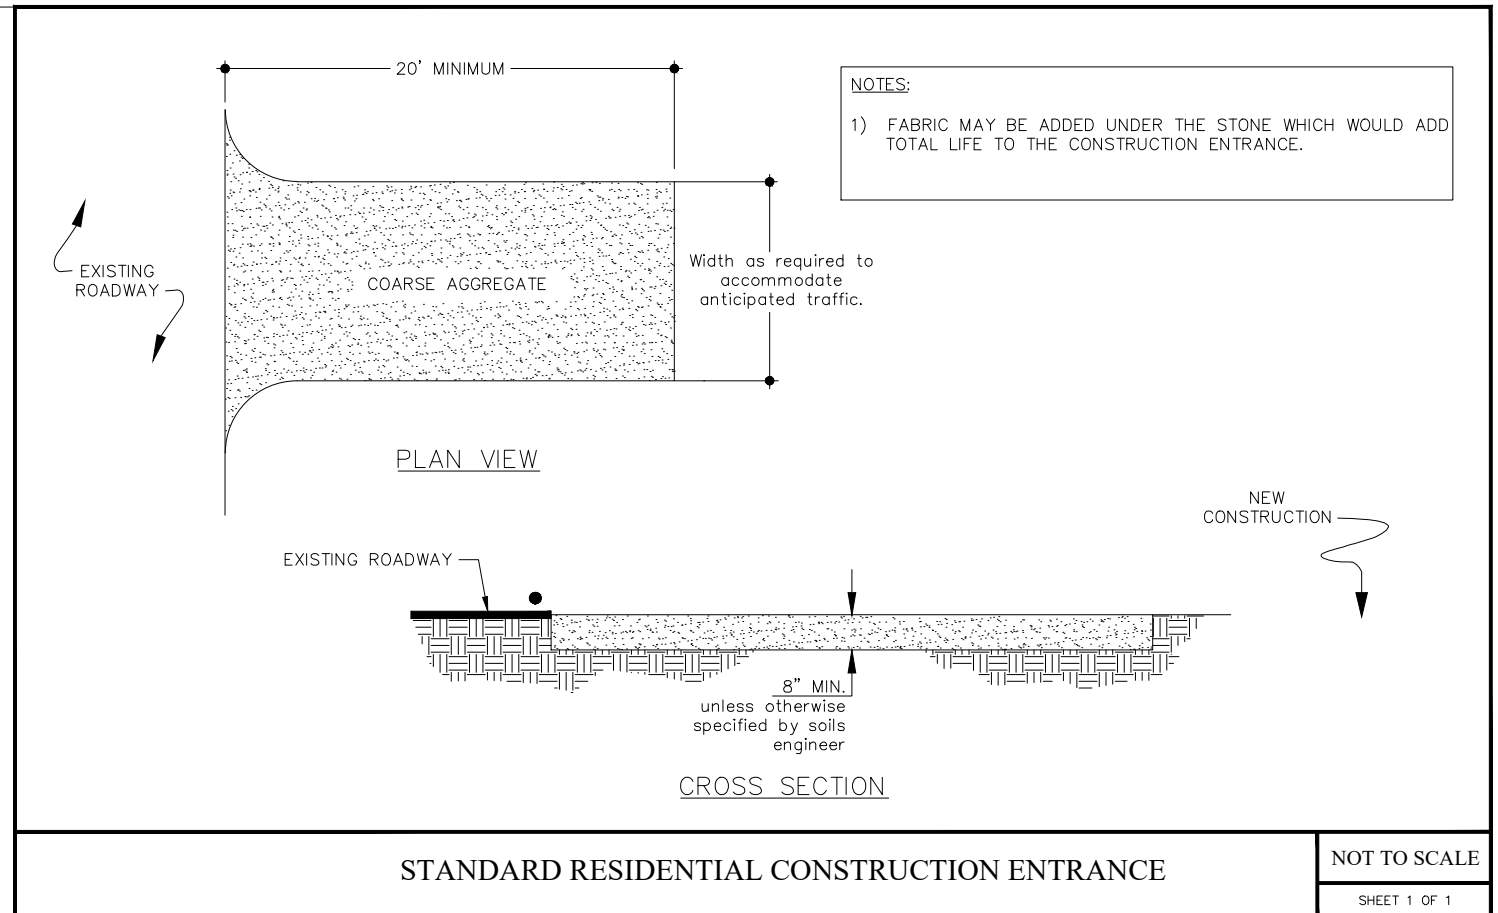 20' MINIMUM
NOTES:
1) FABRIC MAY BE ADDED UNDER THE STONE WHICH WOULD ADD
TOTAL LIFE TO THE CONSTRUCTION ENTRANCE.
EXISTING
ROADWAY
COARSE AGGREGATE
Width as required to
accommodate
anticipated traffic.
PLAN VIEW
NEW
CONSTRUCTION
EXISTING ROADWAY
8" MIN.
unless otherwise
specified by soils
engineer
CROSS SECTION
STANDARD RESIDENTIAL CONSTRUCTION ENTRANCE
NOT TO SCALE
SHEET 1 OF 1